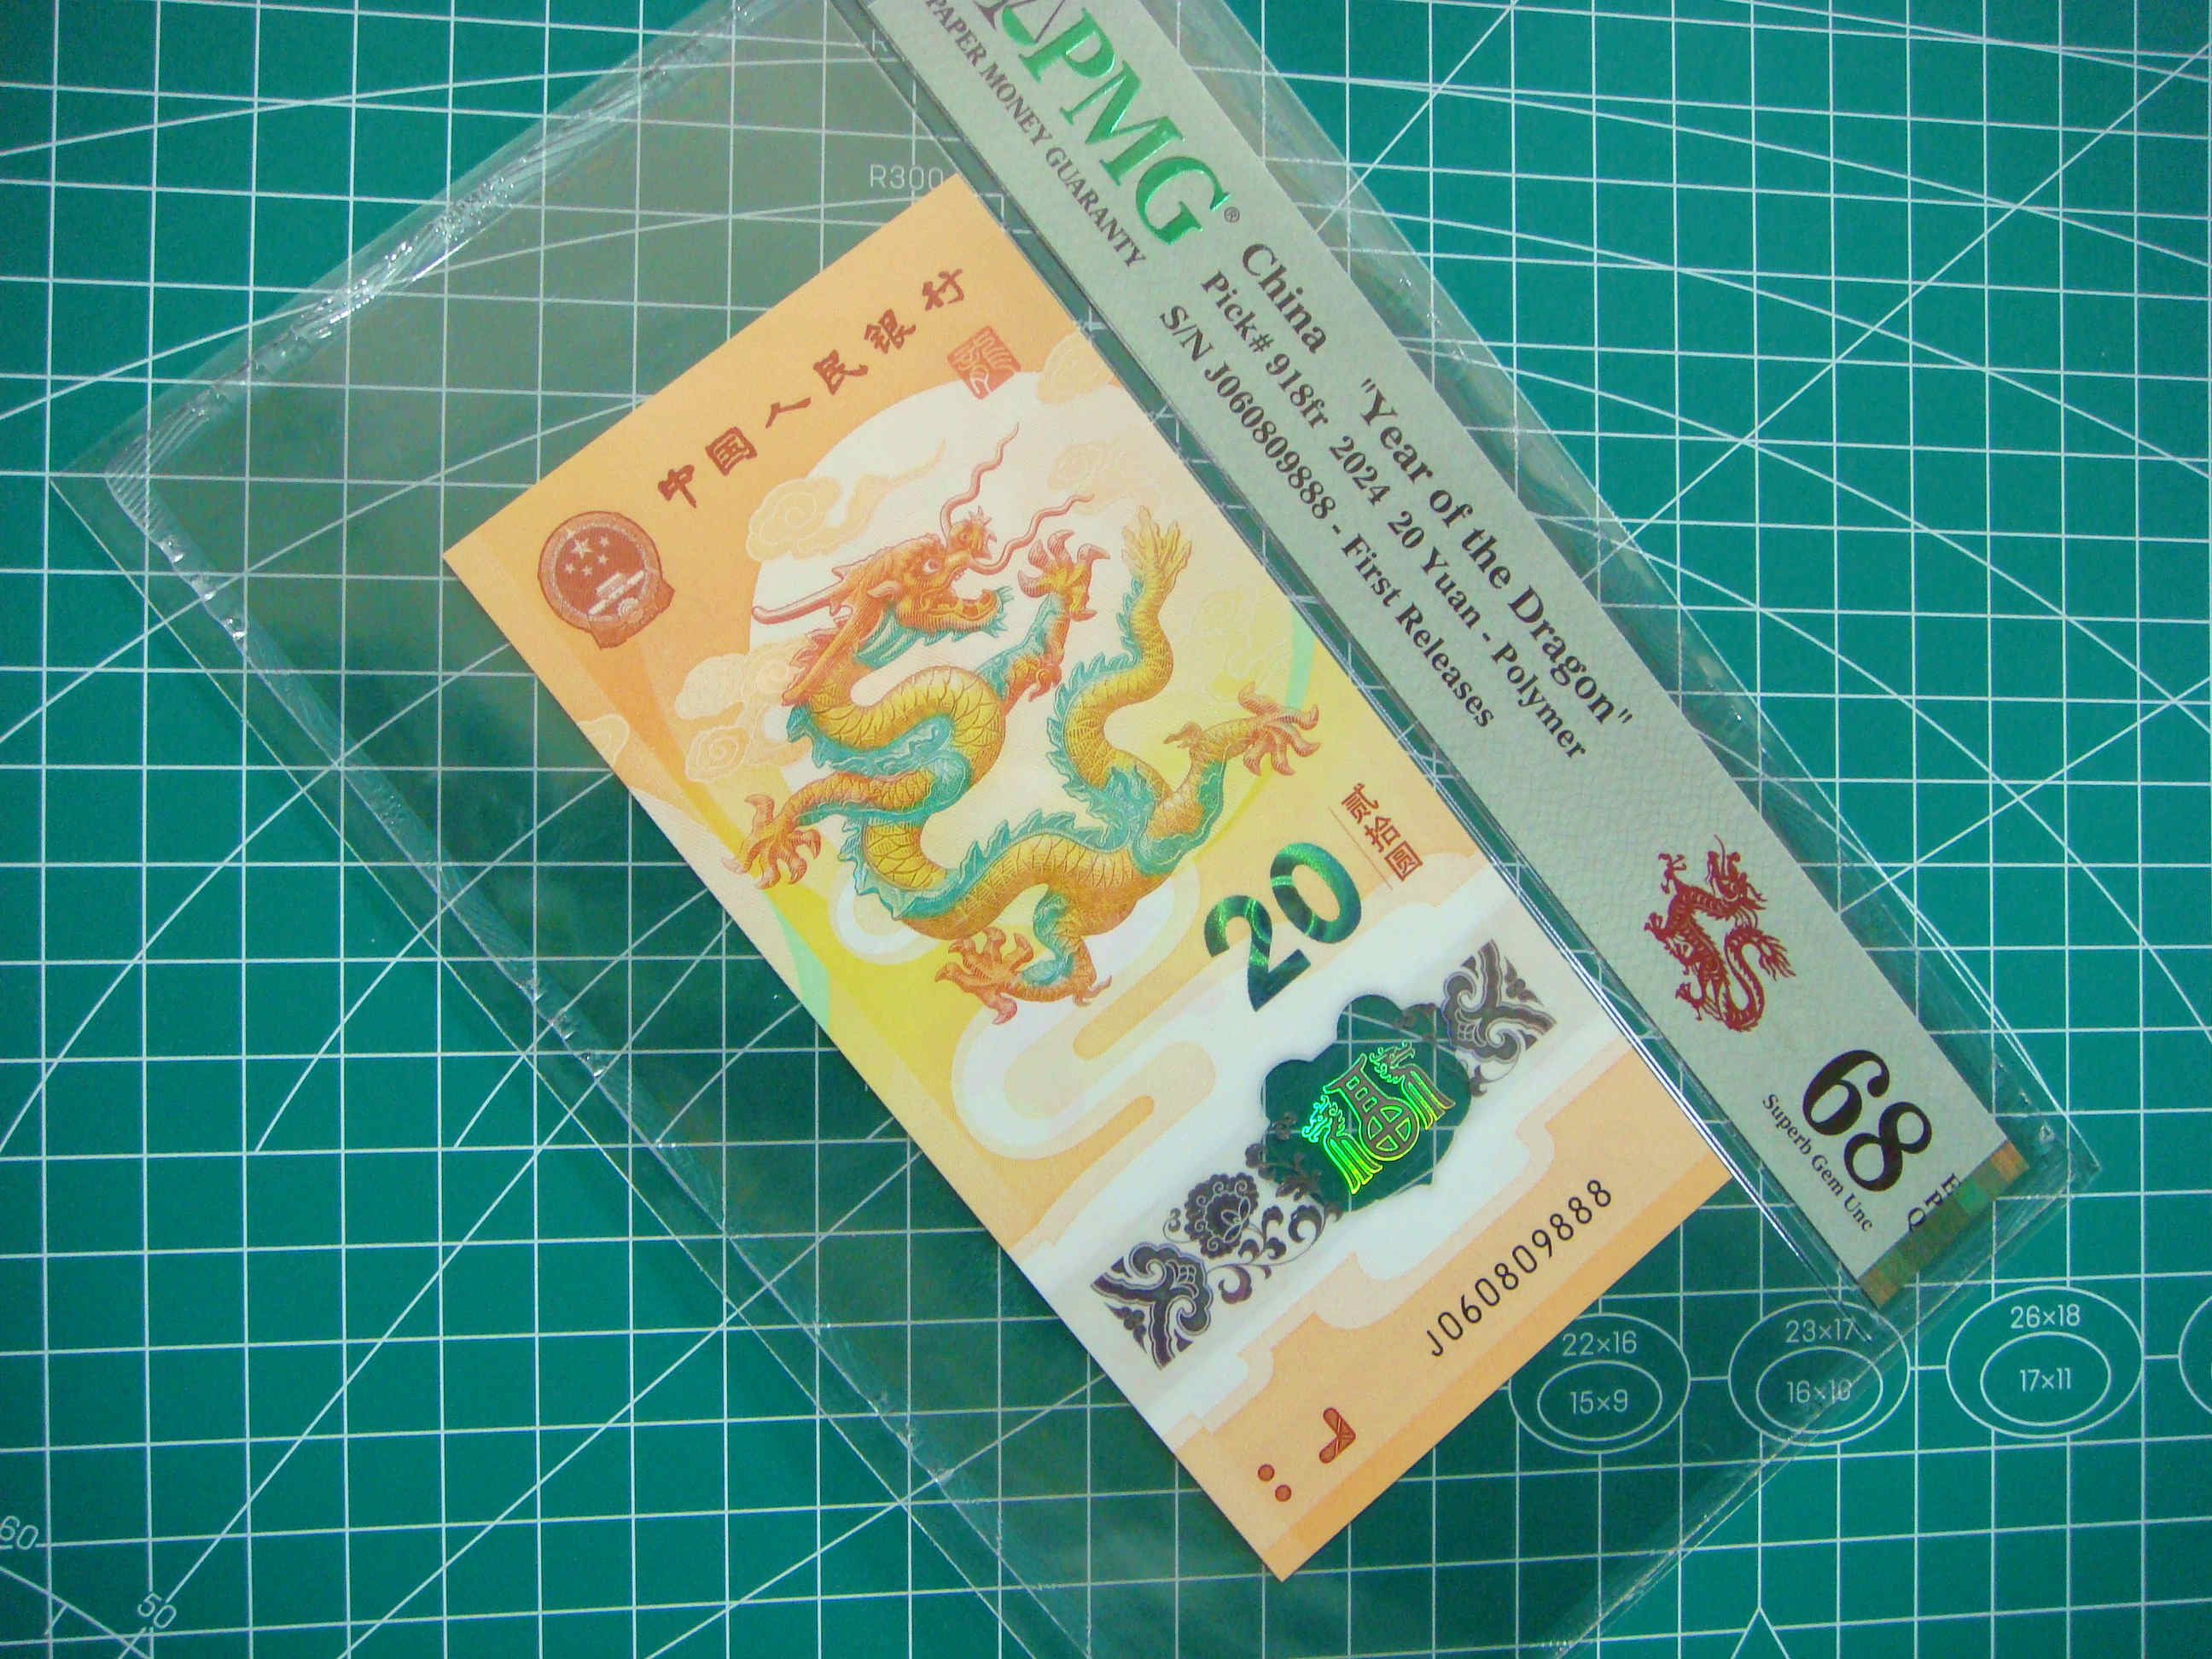 PMG®
PAPER MONEY GUARANTY
China
"Year of the Dragon"
Pick# 918fr 2024 20 Yuan - Polymer
S/N J060809888 - First Releases
68
Superb Gem Unc
E
P
Q
中国人民银行
贰拾圆
20
J060809888
R300
22×16
15×9
23×17
16×10
26×18
17×11
60
50